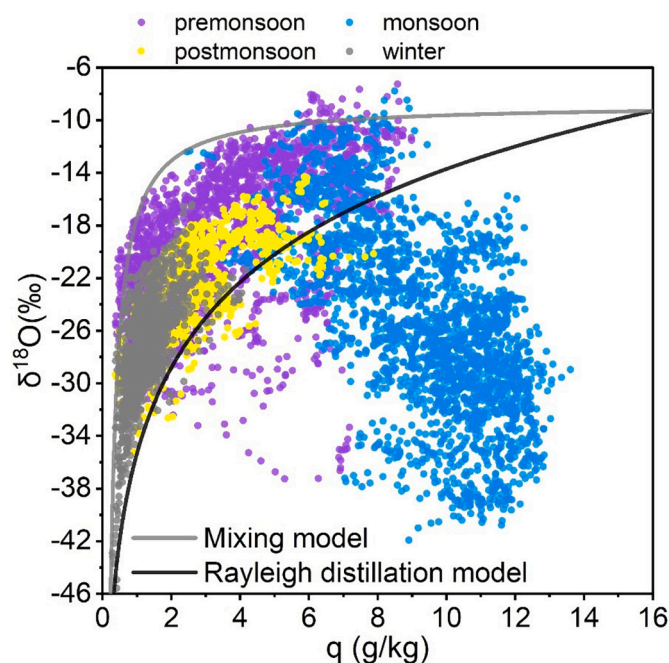 premonsoon monsoon
postmonsoon winter
-6
-10
-14
-18
-22
-26
-30
-34
-38
-42
-46
δ¹⁸O(‰)
Mixing model
Rayleigh distillation model
0 2 4 6 8 10 12 14 16
q (g/kg)